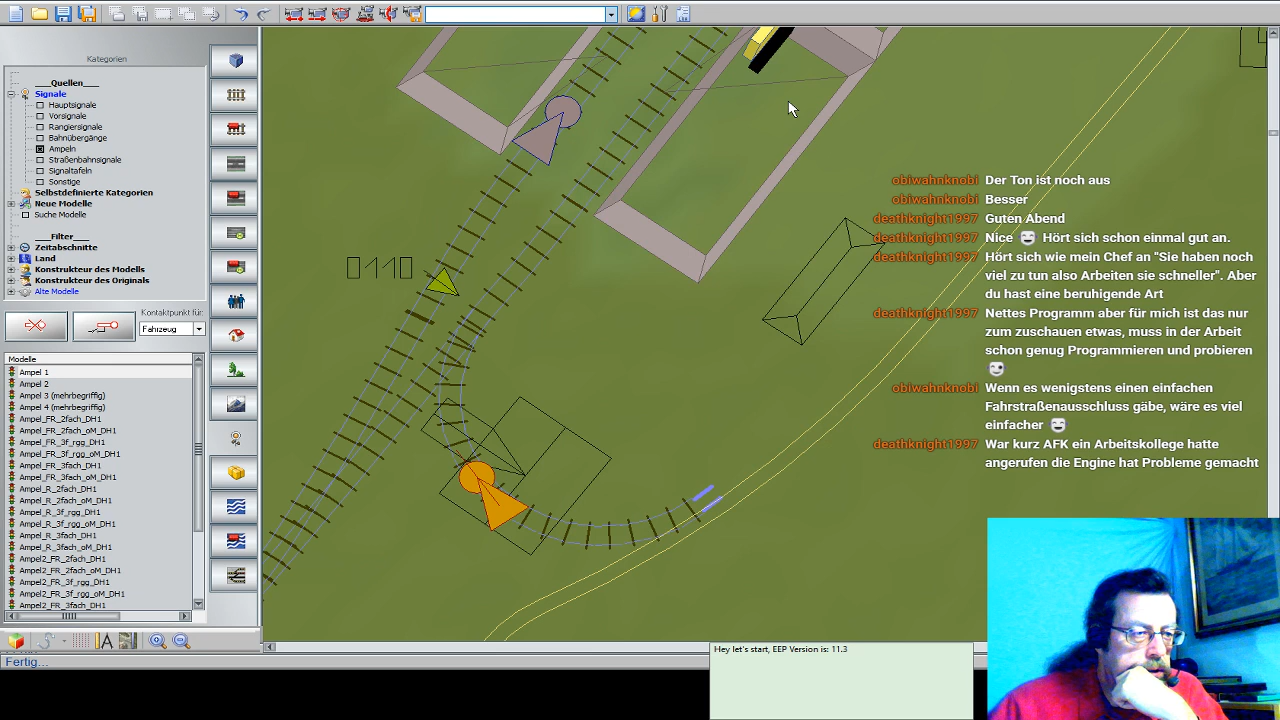 Kategorien
___Quellen___
Signale
Hauptsignale
Vorsignale
Rangiersignale
Bahnübergänge
Ampeln
Straßenbahnsignale
Signaltafeln
Sonstige
Selbstdefinierte Kategorien
Neue Modelle
Suche Modelle
___Filter___
Zeitabschnitte
Land
Konstrukteure des Modells
Konstrukteure des Originals
Alte Modelle
Kontaktpunkt für:
Fahrzeug
Modelle
Ampel 1
Ampel 2
Ampel 3 (mehrbegriffig)
Ampel 4 (mehrbegriffig)
Ampel_FR_2fach_DH1
Ampel_FR_2fach_oM_DH1
Ampel_FR_3f_rgg_DH1
Ampel_FR_3f_rgg_oM_DH1
Ampel_FR_3fach_DH1
Ampel_FR_3fach_oM_DH1
Ampel_R_2fach_DH1
Ampel_R_2fach_oM_DH1
Ampel_R_3f_rgg_DH1
Ampel_R_3f_rgg_oM_DH1
Ampel_R_3fach_DH1
Ampel_R_3fach_oM_DH1
Ampel2_FR_2fach_DH1
Ampel2_FR_2fach_oM_DH1
Ampel2_FR_3f_rgg_DH1
Ampel2_FR_3f_rgg_oM_DH1
Ampel2_FR_3fach_DH1
Fertig...
0110
obiwahnknobi Der Ton ist noch aus
obiwahnknobi Besser
deathknight1997 Guten Abend
deathknight1997 Nice Hört sich schon einmal gut an.
deathknight1997 Hört sich wie mein Chef an "Sie haben noch
viel zu tun also Arbeiten sie schneller". Aber
du hast eine beruhigende Art
deathknight1997 Nettes Programm aber für mich ist das nur
zum zuschauen etwas, muss in der Arbeit
schon genug Programmieren und probieren
obiwahnknobi Wenn es wenigstens einen einfachen
Fahrstraßenausschluss gäbe, wäre es viel
einfacher
deathknight1997 War kurz AFK ein Arbeitskollege hatte
angerufen die Engine hat Probleme gemacht
Hey let's start, EEP Version is: 11.3